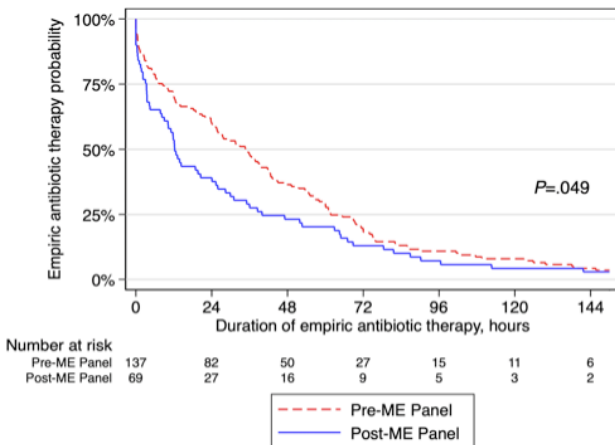 100%
75%
50%
25%
0%
Empiric antibiotic therapy probability
P=.049
0 24 48 72 96 120 144
Duration of empiric antibiotic therapy, hours
Number at risk
Pre-ME Panel 137 82 50 27 15 11 6
Post-ME Panel 69 27 16 9 5 3 2
Pre-ME Panel
Post-ME Panel